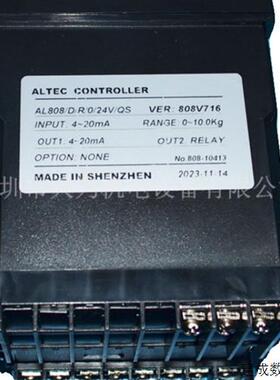 ALTEC CONTROLLER
AL808/D/R/0/24V/QS VER: 808V716
INPUT: 4~20mA RANGE: 0~10.0Kg
OUT1: 4~20mA OUT2: RELAY
OPTION: NONE No.808-10413
MADE IN SHENZHEN 2023-11-14